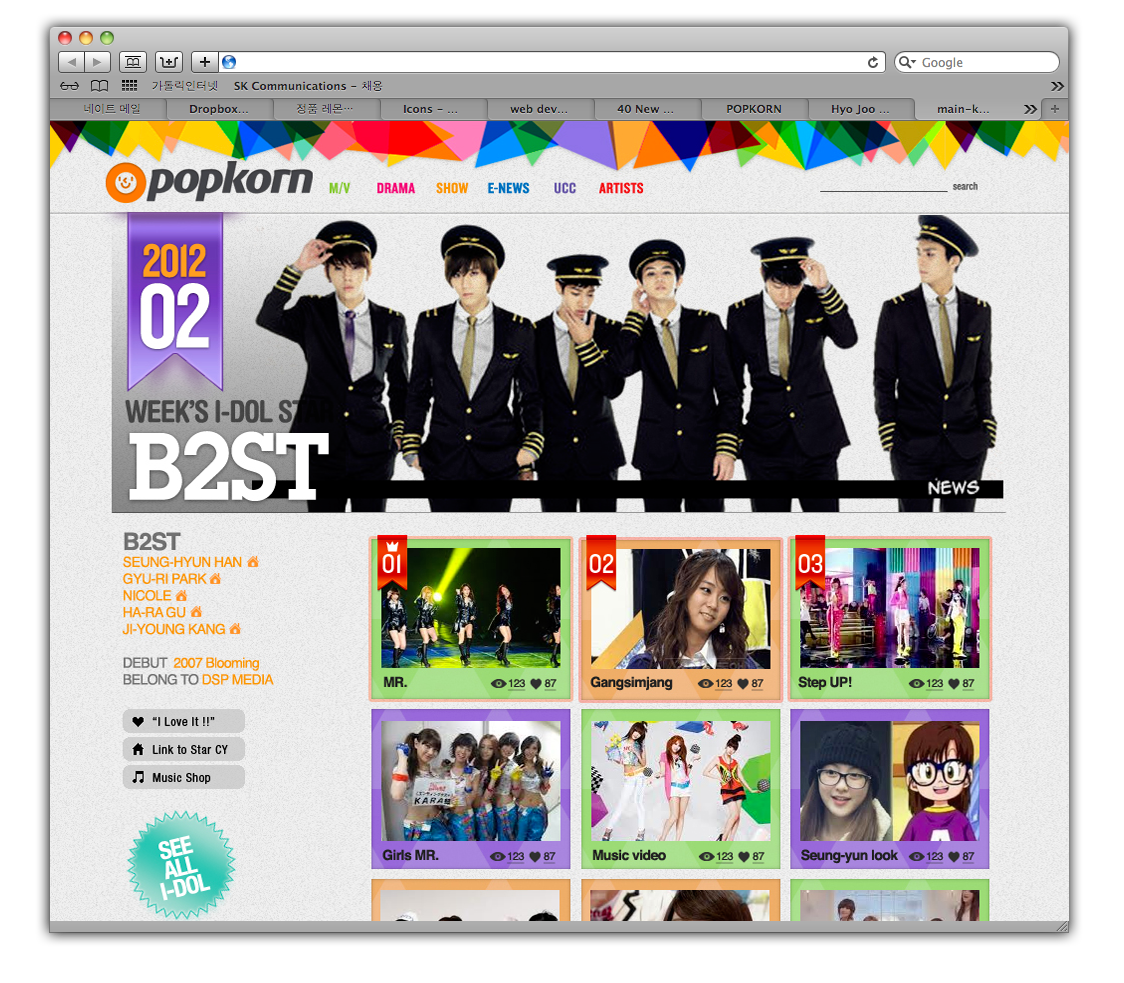 Google
가톨릭인터넷 SK Communications – 채용
네이트 메일 Dropbox... 정품 레몬... Icons – ... web dev... 40 New ... POPKORN Hyo Joo ... main-k...
popkorn M/V DRAMA SHOW E-NEWS UCC ARTISTS search
2012
02
WEEK'S I-DOL STAR
B2ST
NEWS
B2ST
SEUNG-HYUN HAN
GYU-RI PARK
NICOLE
HA-RA GU
JI-YOUNG KANG
DEBUT 2007 Blooming
BELONG TO DSP MEDIA
“I Love It !!”
Link to Star CY
Music Shop
SEE
ALL
I-DOL
01
MR. 123 87
02
Gangsimjang 123 87
03
Step UP! 123 87
KARA
Girls MR. 123 87
Music video 123 87
A
Seung-yun look 123 87